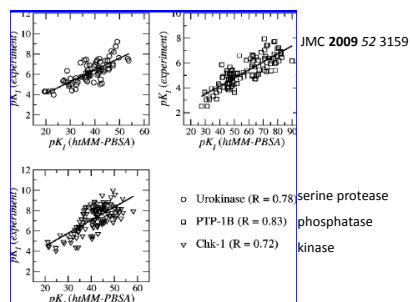 12
10
8
6
4
2
pK_I (experiment)
20 30 40 50 60
pK_I (htMM-PBSA)
10
8
6
4
2
pK_I (experiment)
20 30 40 50 60 70 80 90
pK_I (htMM-PBSA)
JMC 2009 52 3159
12
10
8
6
4
2
pK_I (experiment)
20 30 40 50 60
pK_I (htMM-PBSA)
Urokinase (R = 0.78) serine protease
PTP-1B (R = 0.83) phosphatase
Chk-1 (R = 0.72) kinase